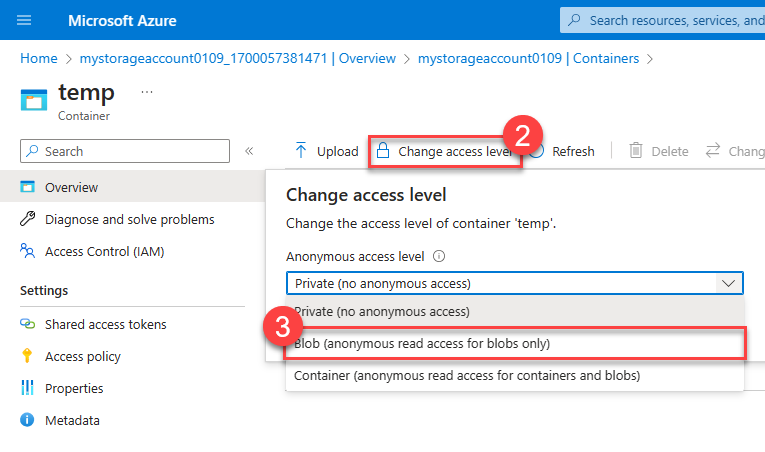 Microsoft Azure
Search resources, services, and
Home > mystorageaccount0109_1700057381471 | Overview > mystorageaccount0109 | Containers >
temp ...
Container
Search
«
Upload
Change access level
2
Refresh
Delete
Chang
Overview
Diagnose and solve problems
Access Control (IAM)
Settings
Shared access tokens
Access policy
Properties
Metadata
Change access level
Change the access level of container 'temp'.
Anonymous access level
Private (no anonymous access)
Private (no anonymous access)
3
Blob (anonymous read access for blobs only)
Container (anonymous read access for containers and blobs)